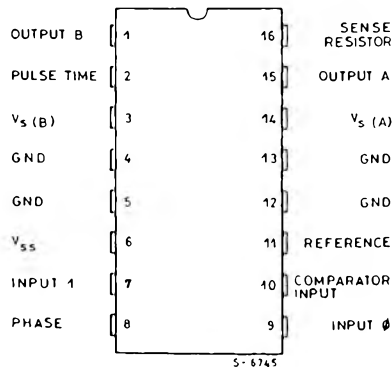 OUTPUT B 1 16 SENSE RESISTOR
PULSE TIME 2 15 OUTPUT A
Vs (B) 3 14 Vs (A)
GND 4 13 GND
GND 5 12 GND
Vss 6 11 REFERENCE
INPUT 1 7 10 COMPARATOR INPUT
PHASE 8 9 INPUT Ø
S-6745